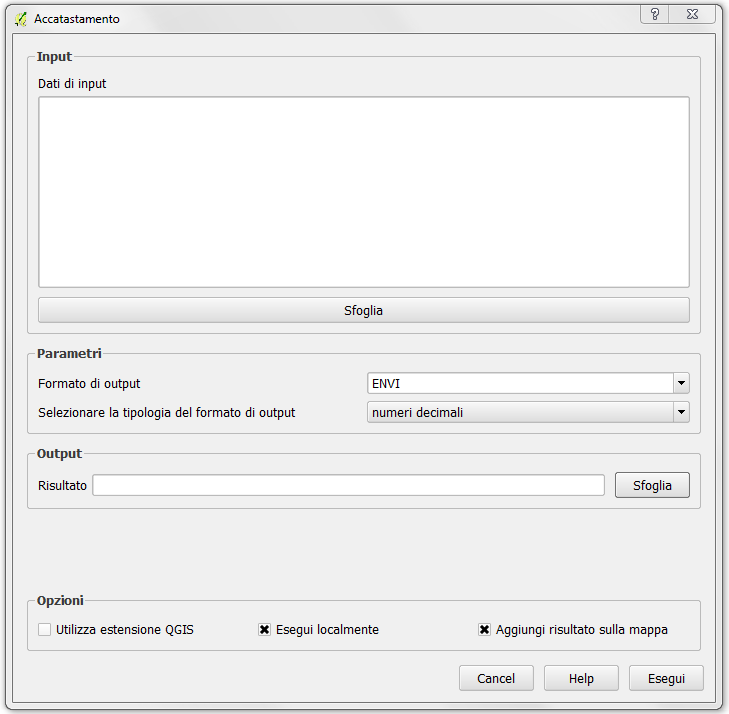 Accatastamento
?
Input
Dati di input
Sfoglia
Parametri
Formato di output ENVI
Selezionare la tipologia del formato di output numeri decimali
Output
Risultato Sfoglia
Opzioni
Utilizza estensione QGIS Esegui localmente Aggiungi risultato sulla mappa
Cancel Help Esegui